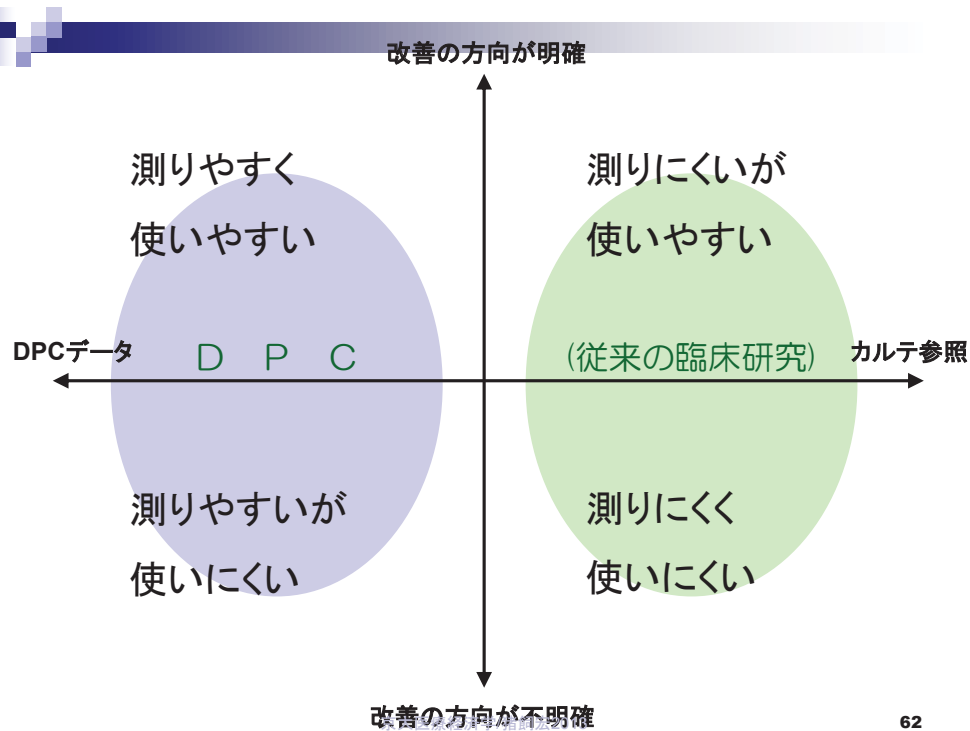 改善の方向が明確
測りやすく
使いやすい
測りにくいが
使いやすい
DPCデータ
D P C
(従来の臨床研究)
カルテ参照
測りやすいが
使いにくい
測りにくく
使いにくい
改善の方向が不明確
62